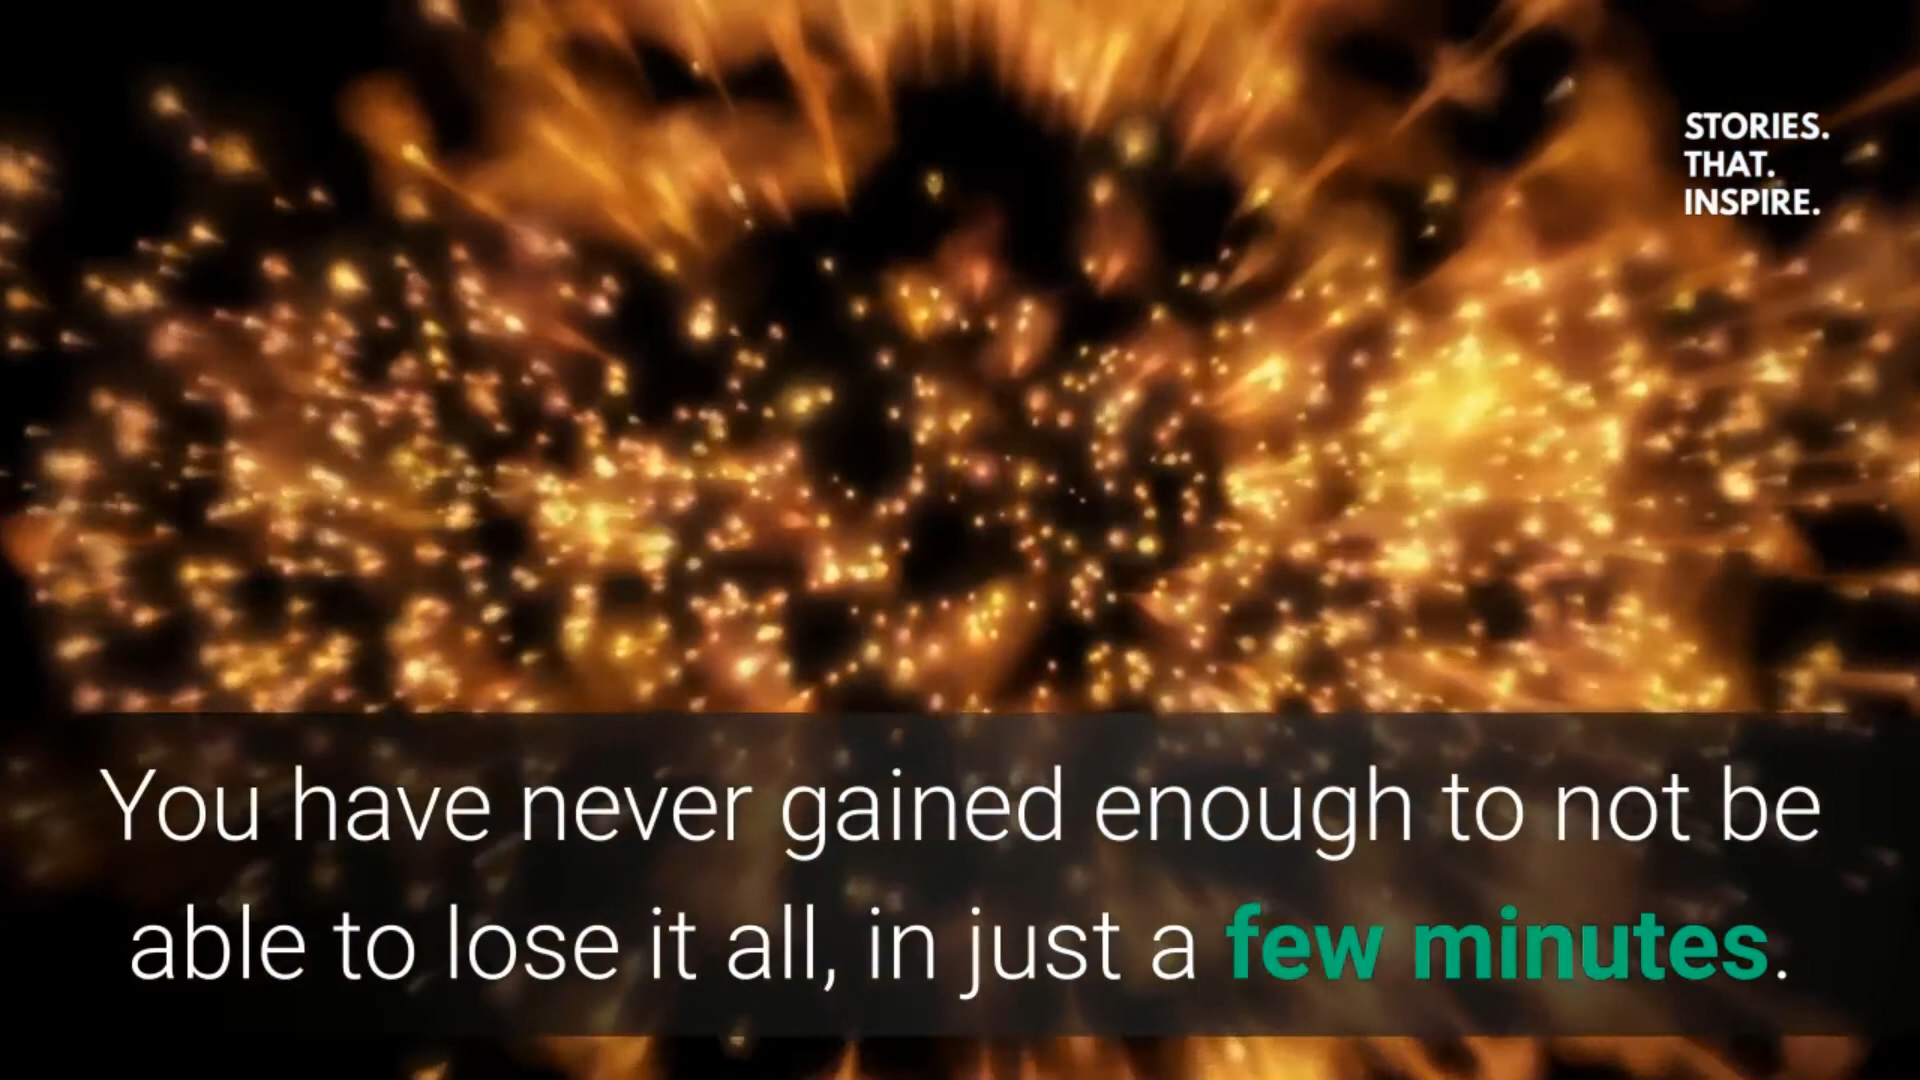 STORIES.
THAT.
INSPIRE.
You have never gained enough to not be
able to lose it all, in just a few minutes.